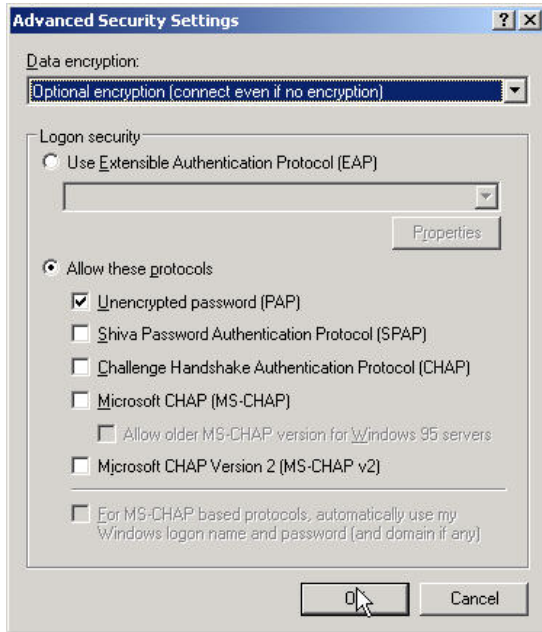 Advanced Security Settings
Data encryption:
Optional encryption (connect even if no encryption)
Logon security
Use Extensible Authentication Protocol (EAP)
Properties
Allow these protocols
Unencrypted password (PAP)
Shiva Password Authentication Protocol (SPAP)
Challenge Handshake Authentication Protocol (CHAP)
Microsoft CHAP (MS-CHAP)
Allow older MS-CHAP version for Windows 95 servers
Microsoft CHAP Version 2 (MS-CHAP v2)
For MS-CHAP based protocols, automatically use my
Windows logon name and password (and domain if any)
OK Cancel